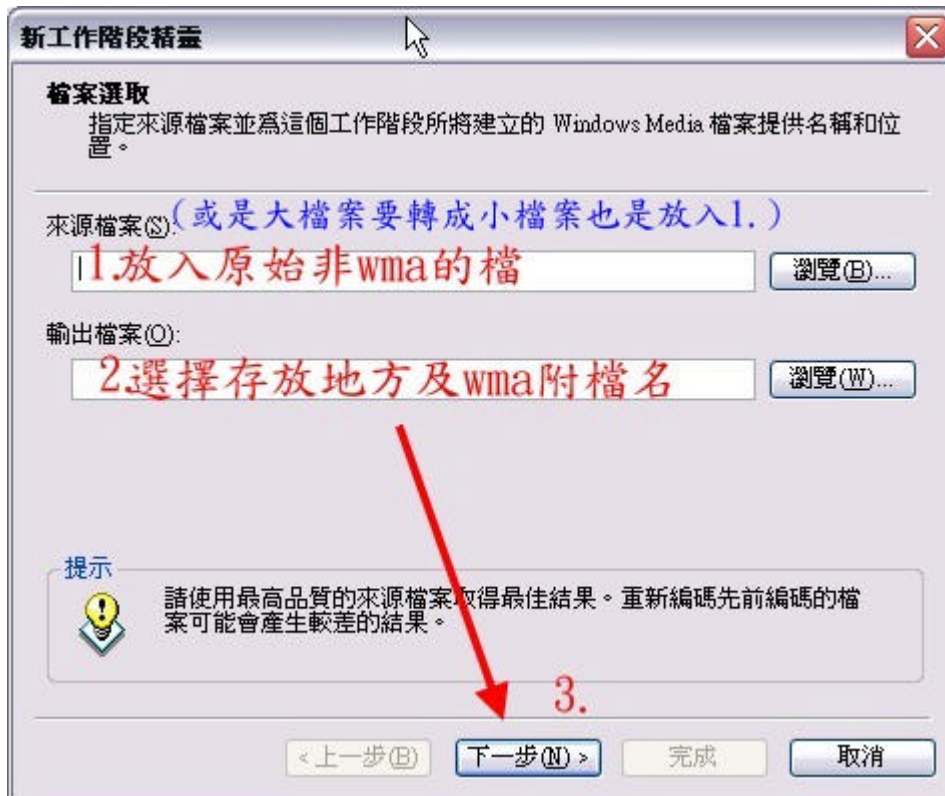 新工作階段精靈
檔案選取
指定來源檔案並為這個工作階段所將建立的 Windows Media 檔案提供名稱和位
置。
來源檔案(S):(或是大檔案要轉成小檔案也是放入1.)
1.放入原始非wma的檔
瀏覽(B)...
輸出檔案(O):
2.選擇存放地方及wma附檔名
瀏覽(W)...
提示
請使用最高品質的來源檔案取得最佳結果。重新編碼先前編碼的檔
案可能會產生較差的結果。
3.
<上一步(B)
下一步(N) >
完成
取消